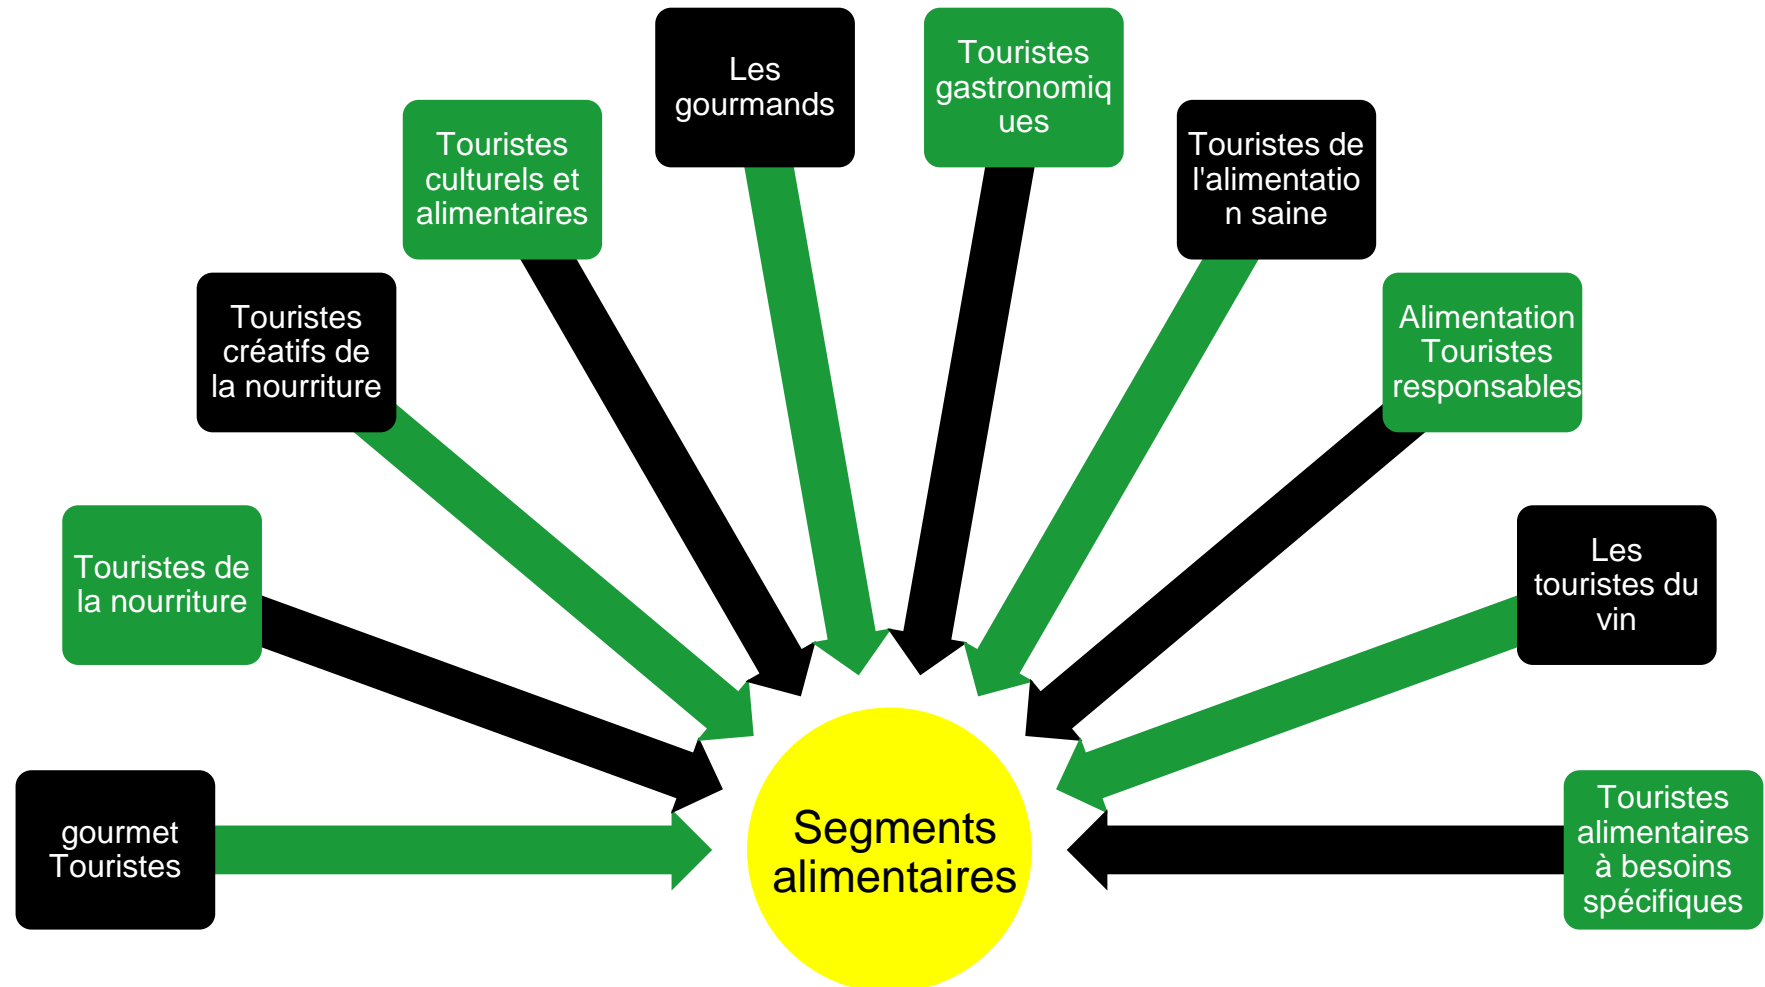 Les
gourmands
Touristes
gastronomiq
ues
Touristes
culturels et
alimentaires
Touristes de
l'alimentatio
n saine
Touristes
créatifs de
la nourriture
Alimentation
Touristes
responsables
Touristes de
la nourriture
Les
touristes du
vin
gourmet
Touristes
Segments
alimentaires
Touristes
alimentaires
à besoins
spécifiques